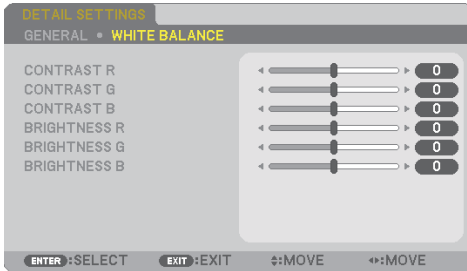 DETAIL SETTINGS
GENERAL • WHITE BALANCE
CONTRAST R 0
CONTRAST G 0
CONTRAST B 0
BRIGHTNESS R 0
BRIGHTNESS G 0
BRIGHTNESS B 0
ENTER :SELECT EXIT :EXIT :MOVE :MOVE